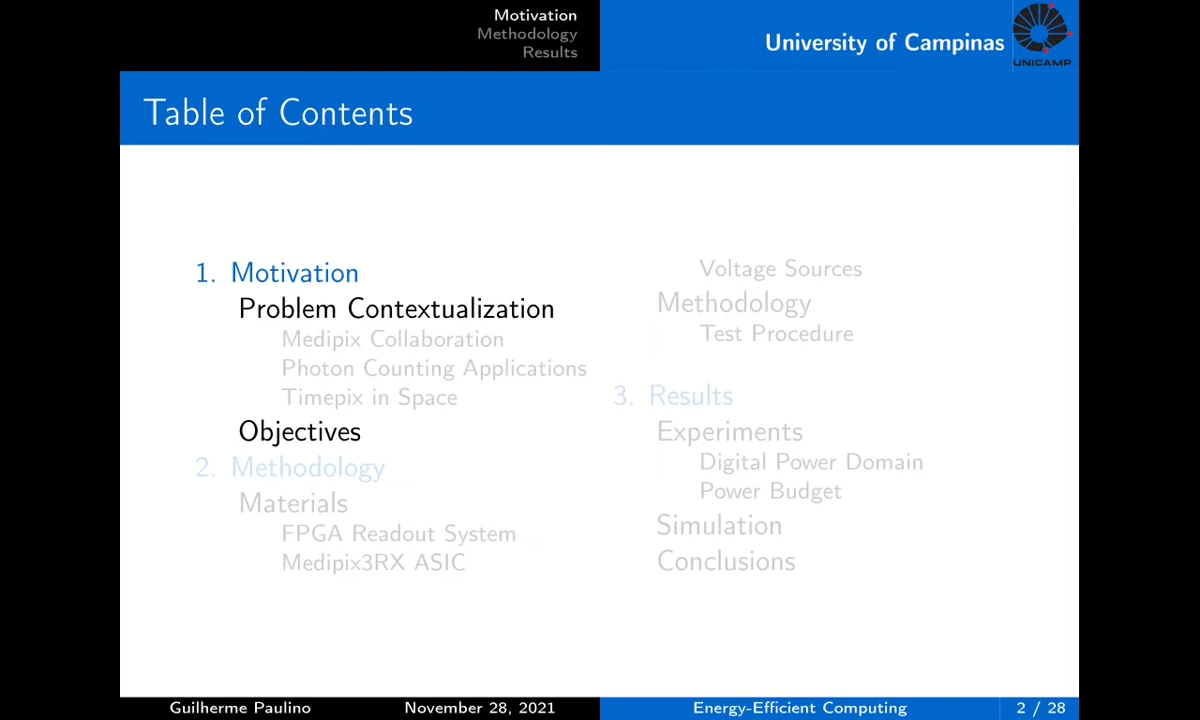 Motivation
Methodology
Results
University of Campinas
UNICAMP
Table of Contents
1. Motivation
Problem Contextualization
Medipix Collaboration
Photon Counting Applications
Timepix in Space
Objectives
2. Methodology
Materials
FPGA Readout System
Medipix3RX ASIC
Voltage Sources
Methodology
Test Procedure
3. Results
Experiments
Digital Power Domain
Power Budget
Simulation
Conclusions
Guilherme Paulino
November 28, 2021
Energy-Efficient Computing
2 / 28